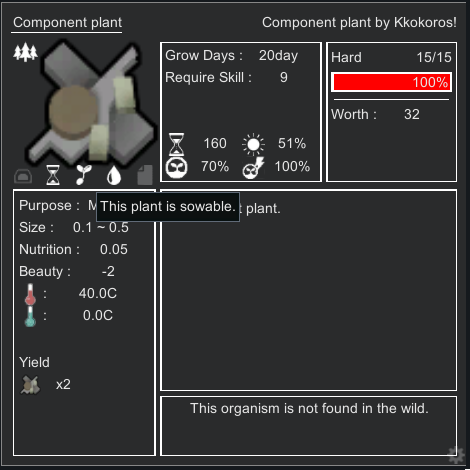 Component plant
Component plant by Kkokoros!
Grow Days : 20day
Require Skill : 9
160 51%
70% 100%
Hard 15/15
100%
Worth : 32
Purpose : M
This plant is sowable.
plant.
Size : 0.1 ~ 0.5
Nutrition : 0.05
Beauty : -2
: 40.0C
: 0.0C
Yield
x2
This organism is not found in the wild.